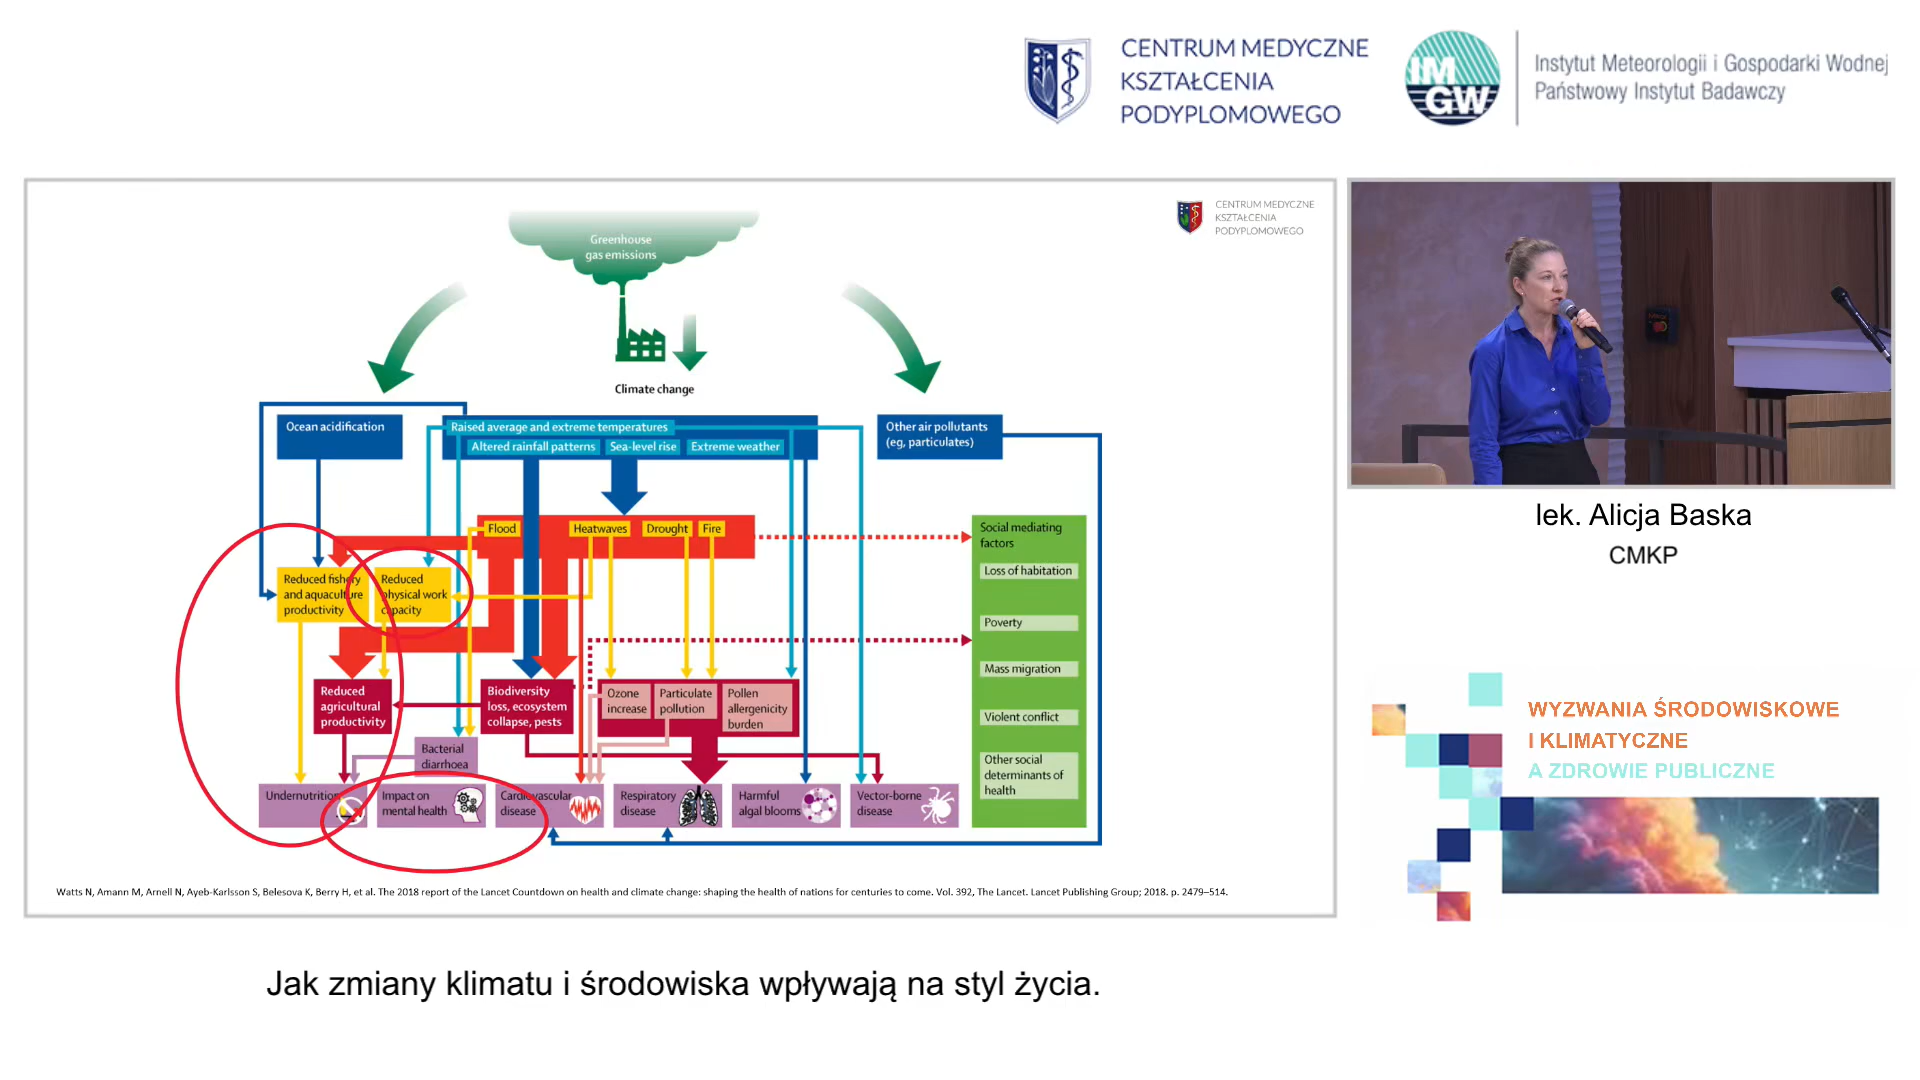 CENTRUM MEDYCZNE
KSZTAŁCENIA
PODYPLOMOWEGO
IM
GW
Instytut Meteorologii i Gospodarki Wodnej
Państwowy Instytut Badawczy
CENTRUM MEDYCZNE
KSZTAŁCENIA
PODYPLOMOWEGO
Greenhouse
gas emissions
Climate change
Ocean acidification
Raised average and extreme temperatures
Altered rainfall patterns
Sea-level rise
Extreme weather
Other air pollutants
(eg, particulates)
Flood
Heatwaves
Drought
Fire
Social mediating
factors
Loss of habitation
Poverty
Mass migration
Violent conflict
Other social
determinants of
health
Reduced fishery
and aquaculture
productivity
Reduced
physical work
capacity
Reduced
agricultural
productivity
Biodiversity
loss, ecosystem
collapse, pests
Ozone
increase
Particulate
pollution
Pollen
allergenicity
burden
Bacterial
diarrhoea
Undernutrition
Impact on
mental health
Cardiovascular
disease
Respiratory
disease
Harmful
algal blooms
Vector-borne
disease
Watts N, Amann M, Arnell N, Ayeb-Karlsson S, Belesova K, Berry H, et al. The 2018 report of the Lancet Countdown on health and climate change: shaping the health of nations for centuries to come. Vol. 392, The Lancet. Lancet Publishing Group; 2018. p. 2479–514.
lek. Alicja Baska
CMKP
WYZWANIA ŚRODOWISKOWE
I KLIMATYCZNE
A ZDROWIE PUBLICZNE
Jak zmiany klimatu i środowiska wpływają na styl życia.